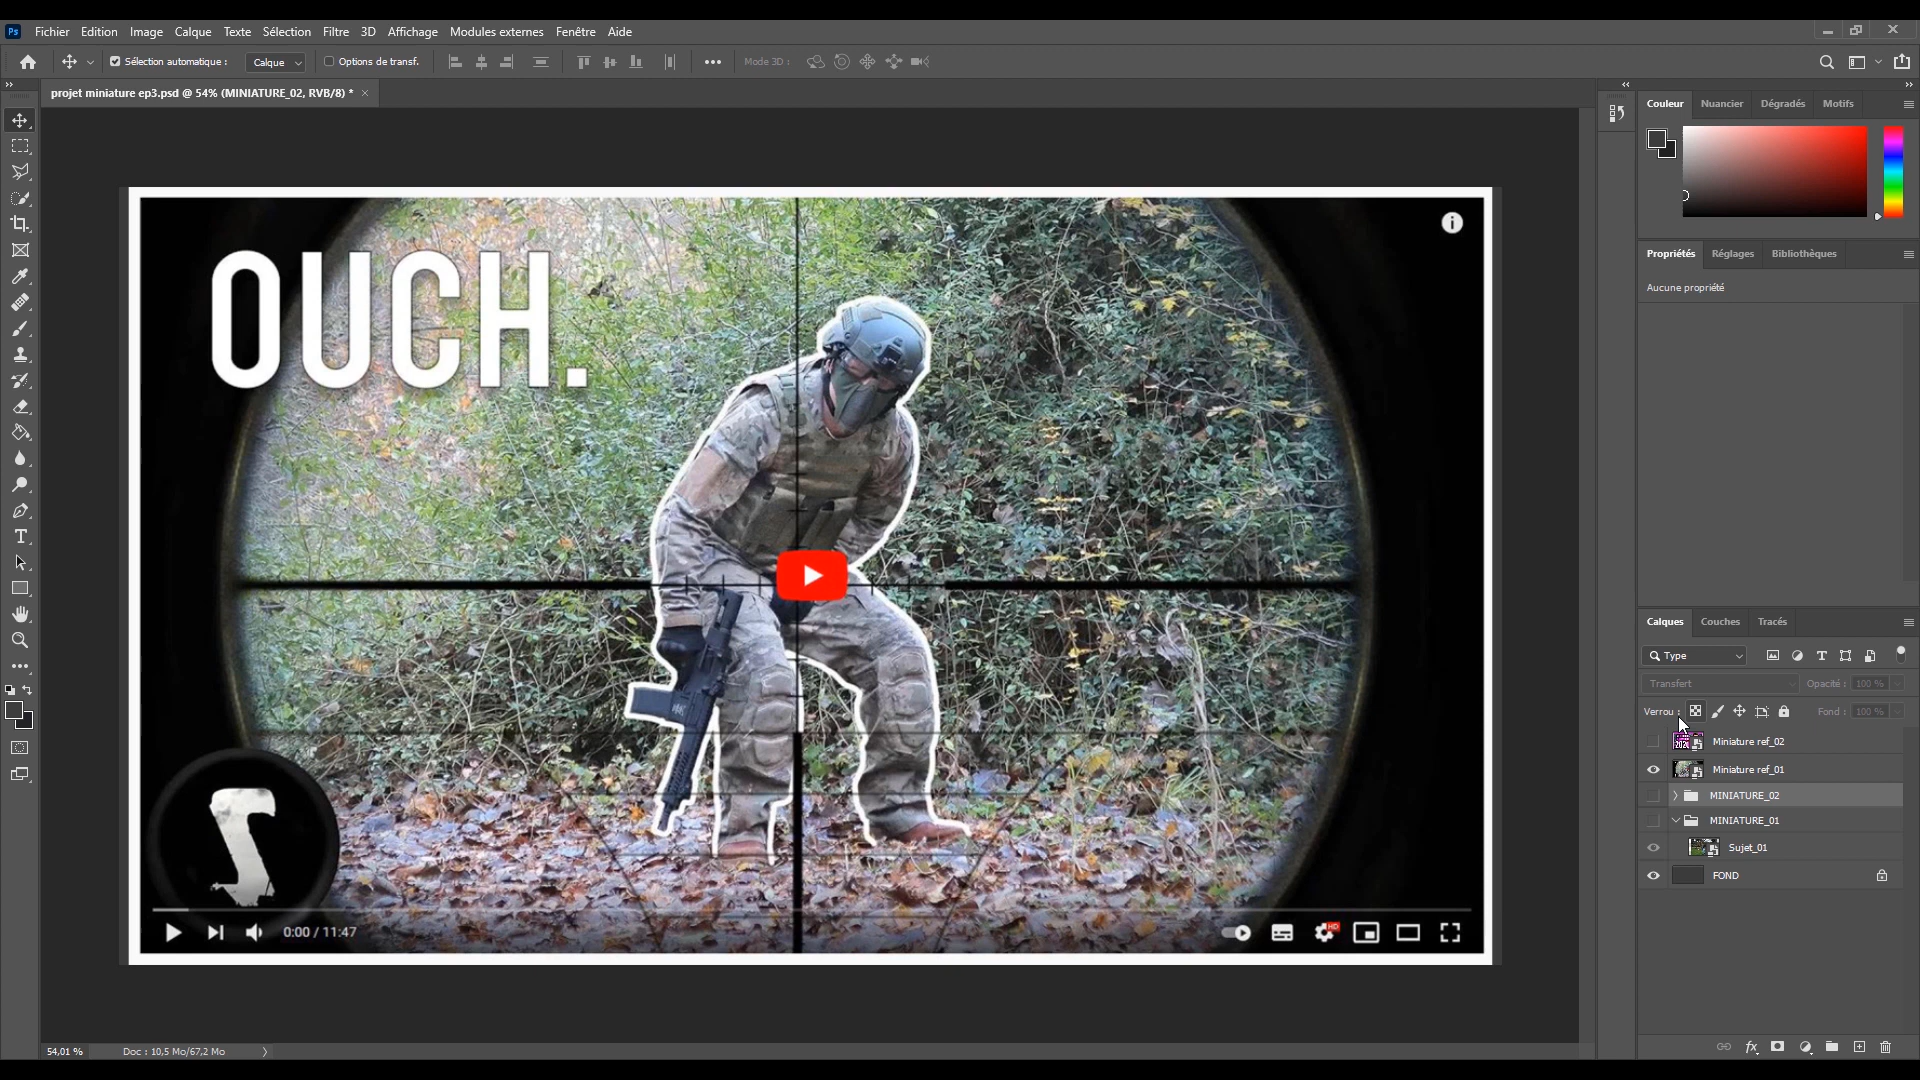 Ps Fichier Edition Image Calque Texte Sélection Filtre 3D Affichage Modules externes Fenêtre Aide
Sélection automatique : Calque Options de transf. Mode 3D :
projet miniature ep3.psd @ 54% (MINIATURE_02, RVB/8) *
Couleur Nuancier Dégradés Motifs
Propriétés Réglages Bibliothèques
Aucune propriété
OUCH.
Calques Couches Tracés
Type
Transfert Opacité : 100 %
Verrou : Fond : 100 %
Miniature ref_02
Miniature ref_01
MINIATURE_02
MINIATURE_01
Sujet_01
FOND
0:00 / 11:47
HD
54,01 % Doc : 10,5 Mo/67,2 Mo
fx